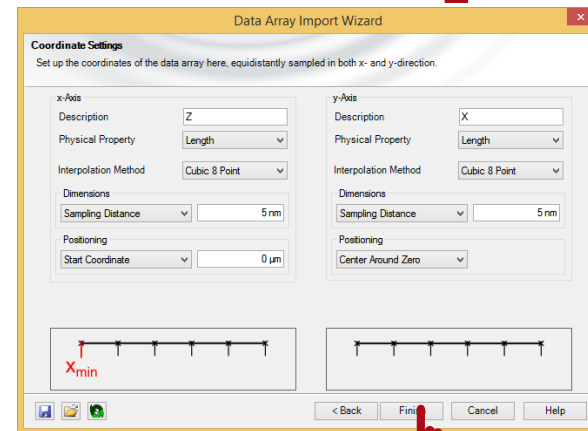 Data Array Import Wizard
Coordinate Settings
Set up the coordinates of the data array here, equidistantly sampled in both x- and y-direction.
x-Axis
Description Z
Physical Property Length
Interpolation Method Cubic 8 Point
Dimensions
Sampling Distance 5 nm
Positioning
Start Coordinate 0 µm
Xmin
y-Axis
Description X
Physical Property Length
Interpolation Method Cubic 8 Point
Dimensions
Sampling Distance 5 nm
Positioning
Center Around Zero
< Back Cancel Help